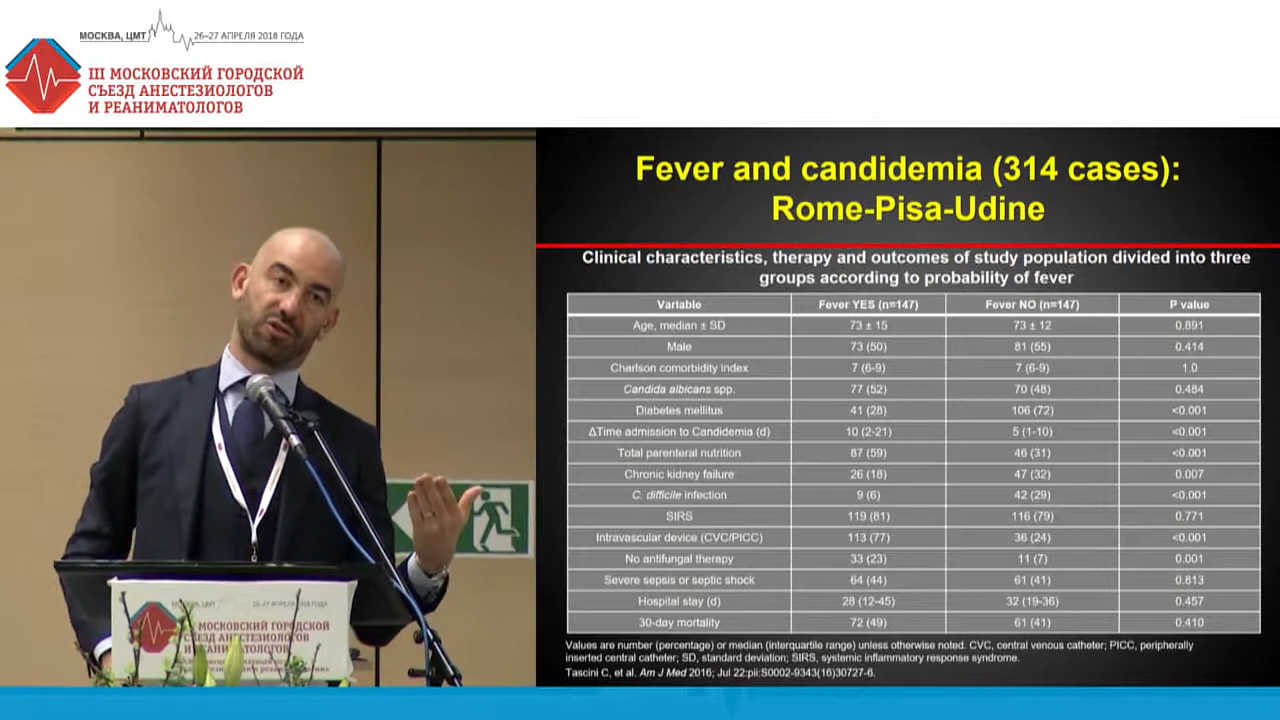 МОСКВА, ЦМТ 26–27 АПРЕЛЯ 2018 ГОДА
III МОСКОВСКИЙ ГОРОДСКОЙ
СЪЕЗД АНЕСТЕЗИОЛОГОВ
И РЕАНИМАТОЛОГОВ
Fever and candidemia (314 cases):
Rome-Pisa-Udine
Clinical characteristics, therapy and outcomes of study population divided into three
groups according to probability of fever
Variable Fever YES (n=147) Fever NO (n=147) P value
Age, median ± SD 73 ± 15 73 ± 12 0.891
Male 73 (50) 81 (55) 0.414
Charlson comorbidity index 7 (6-9) 7 (6-9) 1.0
Candida albicans spp. 77 (52) 70 (48) 0.484
Diabetes mellitus 41 (28) 106 (72) <0.001
ΔTime admission to Candidemia (d) 10 (2-21) 5 (1-10) <0.001
Total parenteral nutrition 87 (59) 46 (31) <0.001
Chronic kidney failure 26 (18) 47 (32) 0.007
C. difficile infection 9 (6) 42 (29) <0.001
SIRS 119 (81) 116 (79) 0.771
Intravascular device (CVC/PICC) 113 (77) 36 (24) <0.001
No antifungal therapy 33 (23) 11 (7) 0.001
Severe sepsis or septic shock 64 (44) 61 (41) 0.813
Hospital stay (d) 28 (12-45) 32 (19-36) 0.457
30-day mortality 72 (49) 61 (41) 0.410
Values are number (percentage) or median (interquartile range) unless otherwise noted. CVC, central venous catheter; PICC, peripherally
inserted central catheter; SD, standard deviation; SIRS, systemic inflammatory response syndrome.
Tascini C, et al. Am J Med 2016; Jul 22:pii:S0002-9343(16)30727-6.
МОСКОВСКИЙ ГОРОДСКОЙ
СЪЕЗД АНЕСТЕЗИОЛОГОВ
И РЕАНИМАТОЛОГОВ